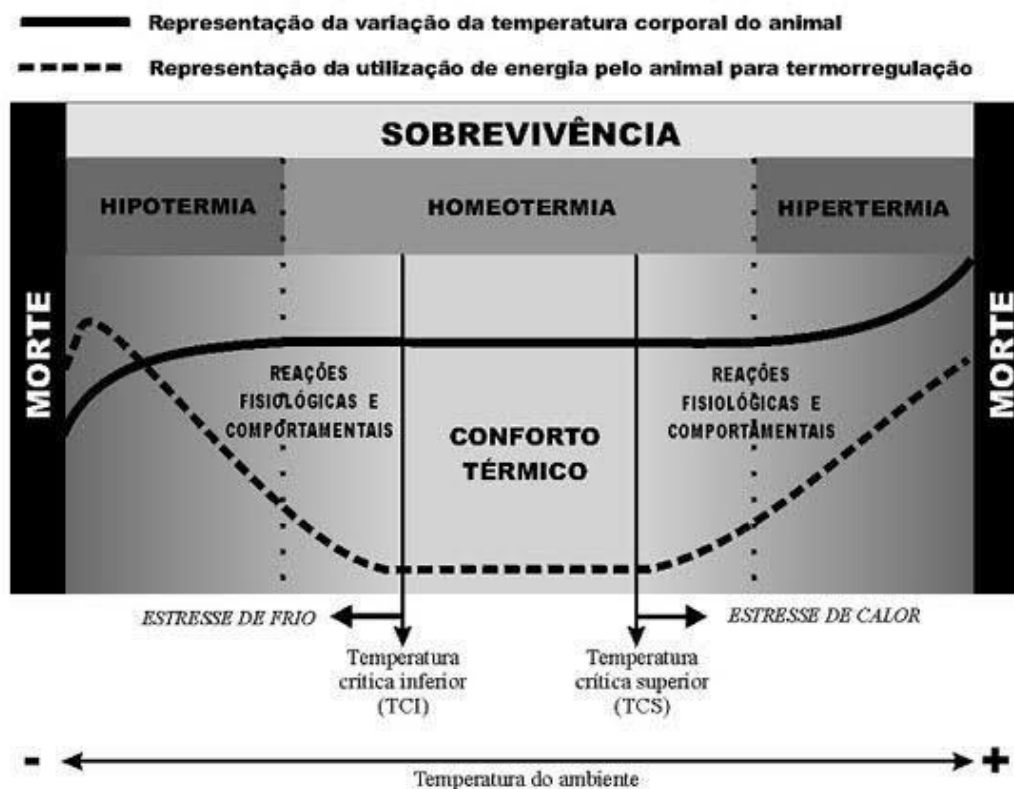 Representação da variação da temperatura corporal do animal
Representação da utilização de energia pelo animal para termorregulação
SOBREVIVÊNCIA
HIPOTERMIA
HOMEOTERMIA
HIPERTERMIA
MORTE
MORTE
REAÇÕES
FISIOLÓGICAS E
COMPORTAMENTAIS
CONFORTO
TÉRMICO
REAÇÕES
FISIOLÓGICAS E
COMPORTAMENTAIS
ESTRESSE DE FRIO
ESTRESSE DE CALOR
Temperatura
crítica inferior
(TCI)
Temperatura
crítica superior
(TCS)
-
+
Temperatura do ambiente